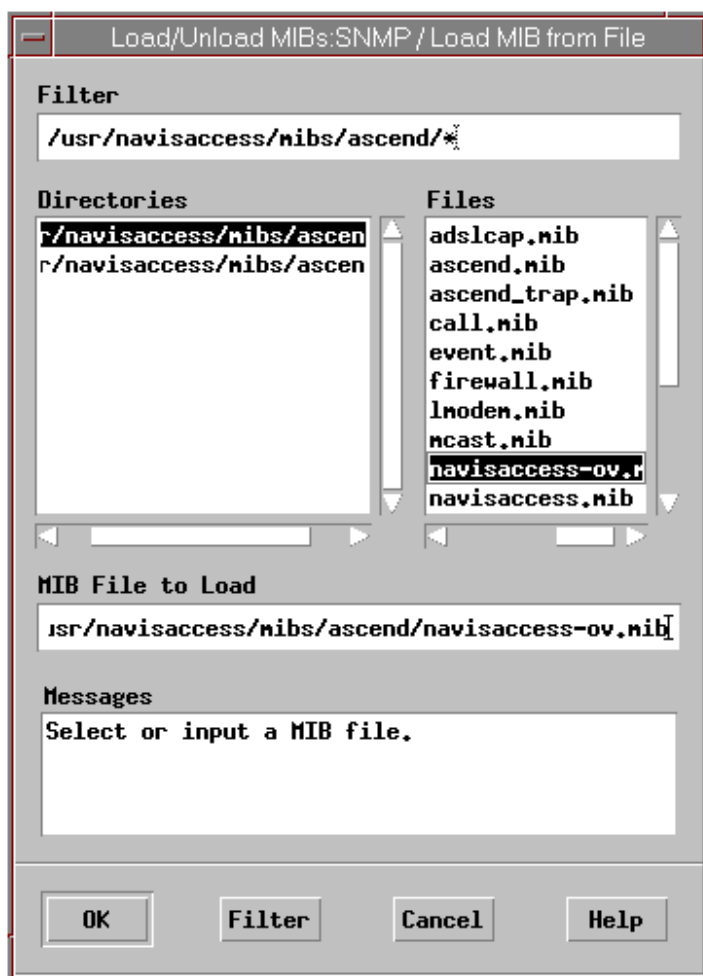 Load/Unload MIBs:SNMP / Load MIB from File
Filter
/usr/navisaccess/mibs/ascend/*
Directories
r/navisaccess/mibs/ascen
r/navisaccess/mibs/ascen
Files
adslcap.mib
ascend.mib
ascend_trap.mib
call.mib
event.mib
firewall.mib
lmodem.mib
mcast.mib
navisaccess-ov.m
navisaccess.mib
MIB File to Load
usr/navisaccess/mibs/ascend/navisaccess-ov.mib
Messages
Select or input a MIB file.
OK Filter Cancel Help